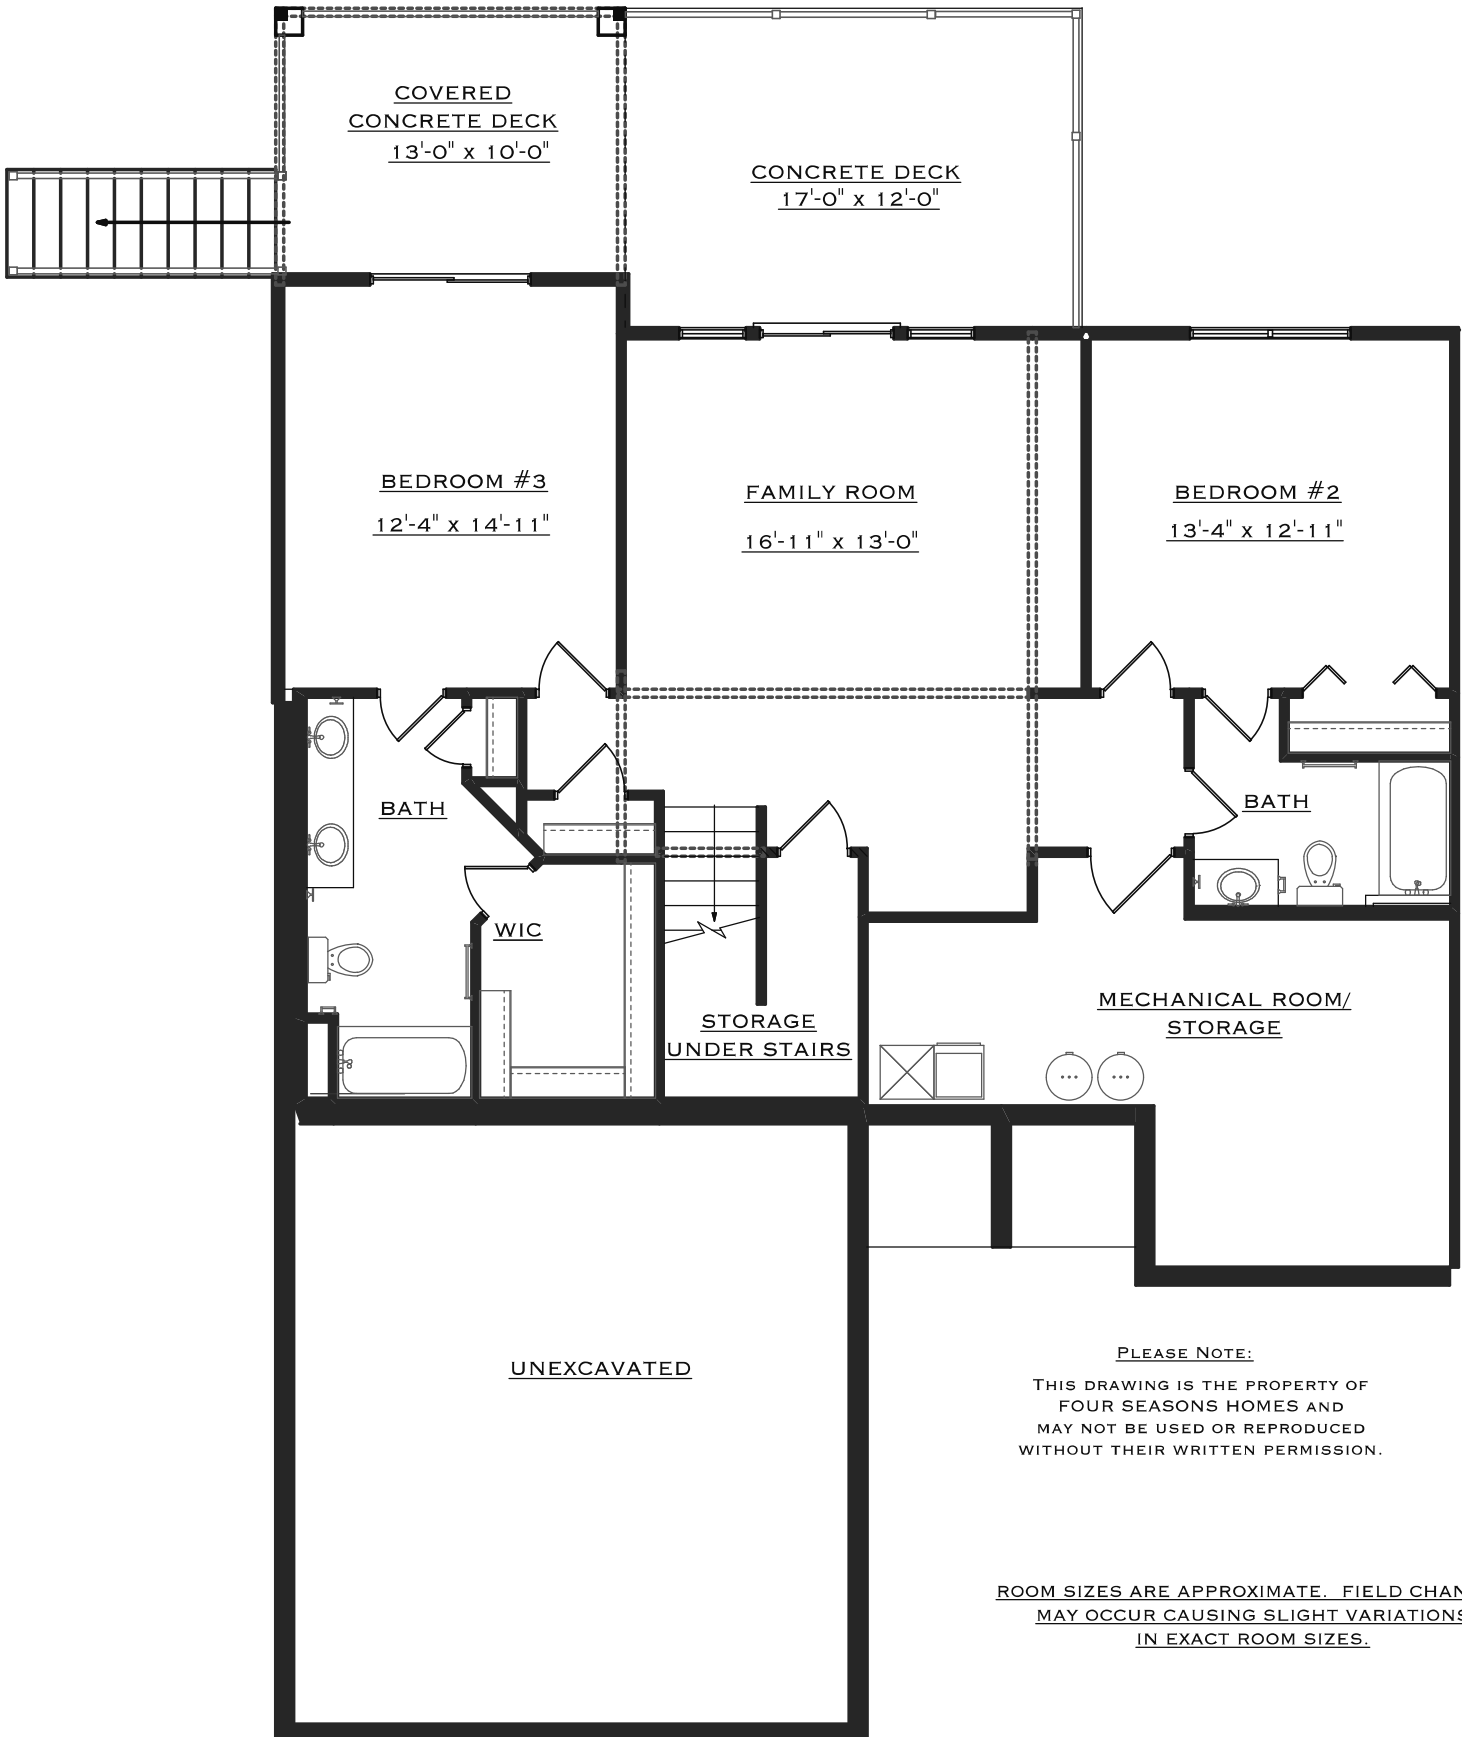 COVERED
CONCRETE DECK
13'-0" x 10'-0"
CONCRETE DECK
17'-0" x 12'-0"
BEDROOM #3
12'-4" x 14'-11"
FAMILY ROOM
16'-11" x 13'-0"
BEDROOM #2
13'-4" x 12'-11"
BATH
BATH
WIC
STORAGE
UNDER STAIRS
MECHANICAL ROOM/
STORAGE
UNEXCAVATED
PLEASE NOTE:
THIS DRAWING IS THE PROPERTY OF
FOUR SEASONS HOMES AND
MAY NOT BE USED OR REPRODUCED
WITHOUT THEIR WRITTEN PERMISSION.
ROOM SIZES ARE APPROXIMATE. FIELD CHAN
MAY OCCUR CAUSING SLIGHT VARIATIONS
IN EXACT ROOM SIZES.